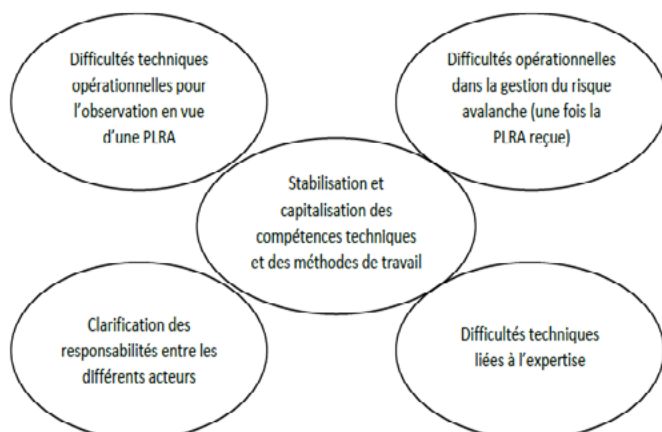 Difficultés techniques
opérationnelles pour
l'observation en vue
d'une PLRA
Difficultés opérationnelles
dans la gestion du risque
avalanche (une fois la
PLRA reçue)
Stabilisation et
capitalisation des
compétences techniques
et des méthodes de travail
Clarification des
responsabilités entre les
différents acteurs
Difficultés techniques
liées à l'expertise